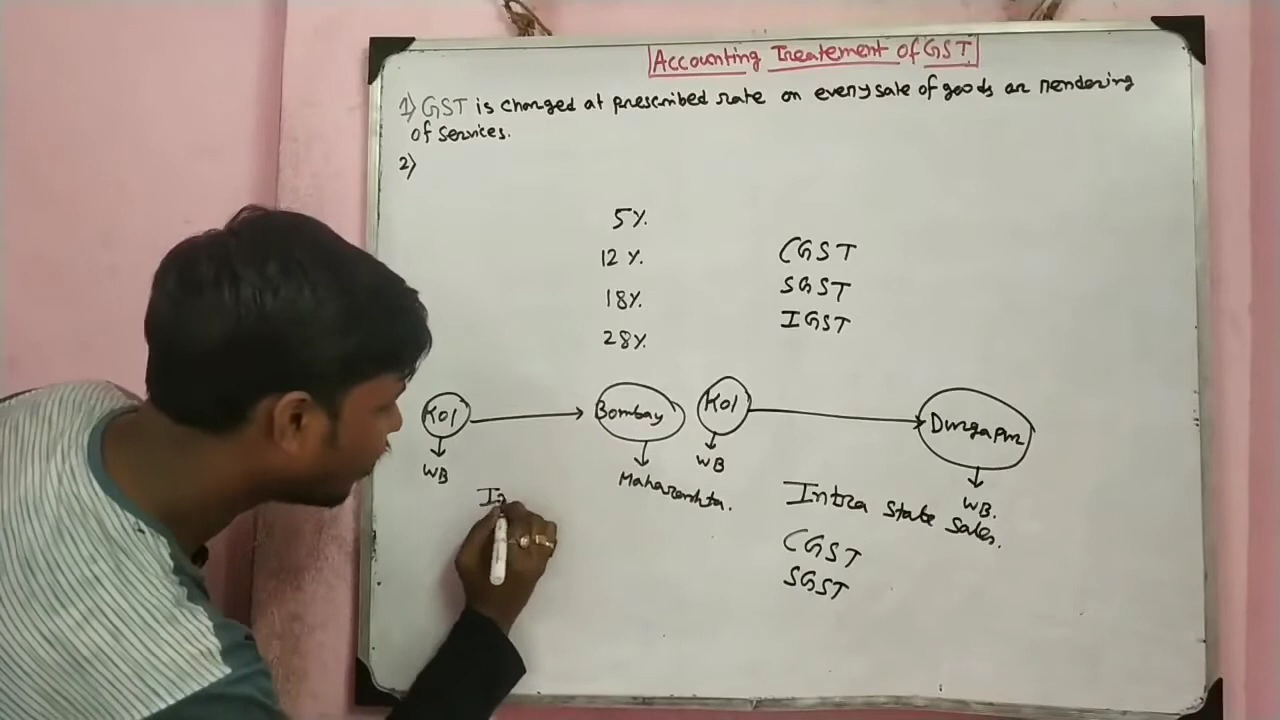 Accounting Treatement of GST
1) GST is charged at prescribed rate on every sale of goods or rendering
of services.
2)
5%.
12%.
18%.
28%.
CGST
SGST
IGST
Kol
Bombay
WB
Maharashtra.
Kol
Durgapur
WB
WB.
Intra State Sales.
CGST
SGST
In